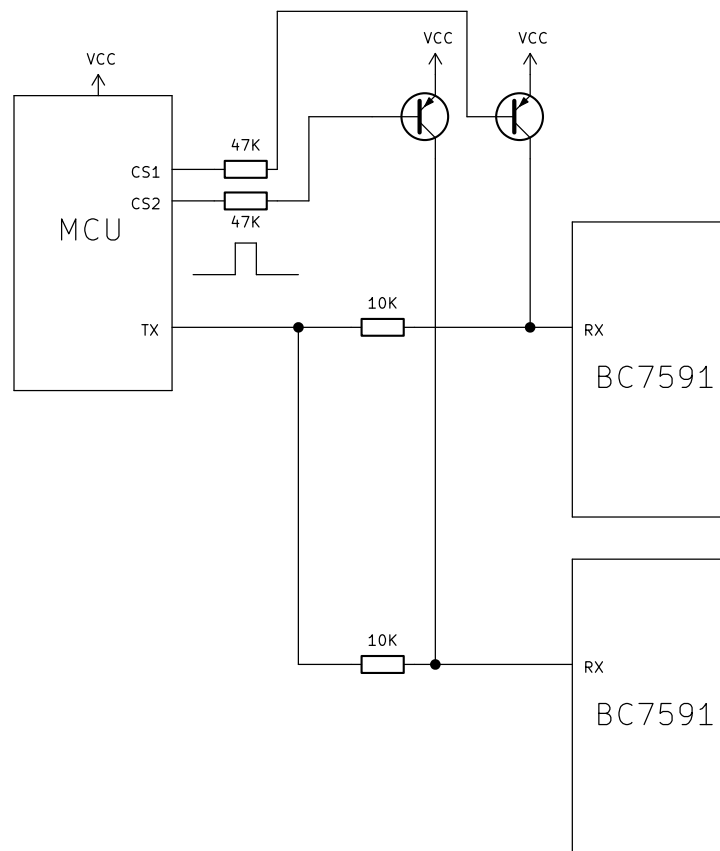 VCC
VCC
VCC
47K
CS1
CS2
47K
MCU
10K
TX
RX
BC7591
10K
RX
BC7591